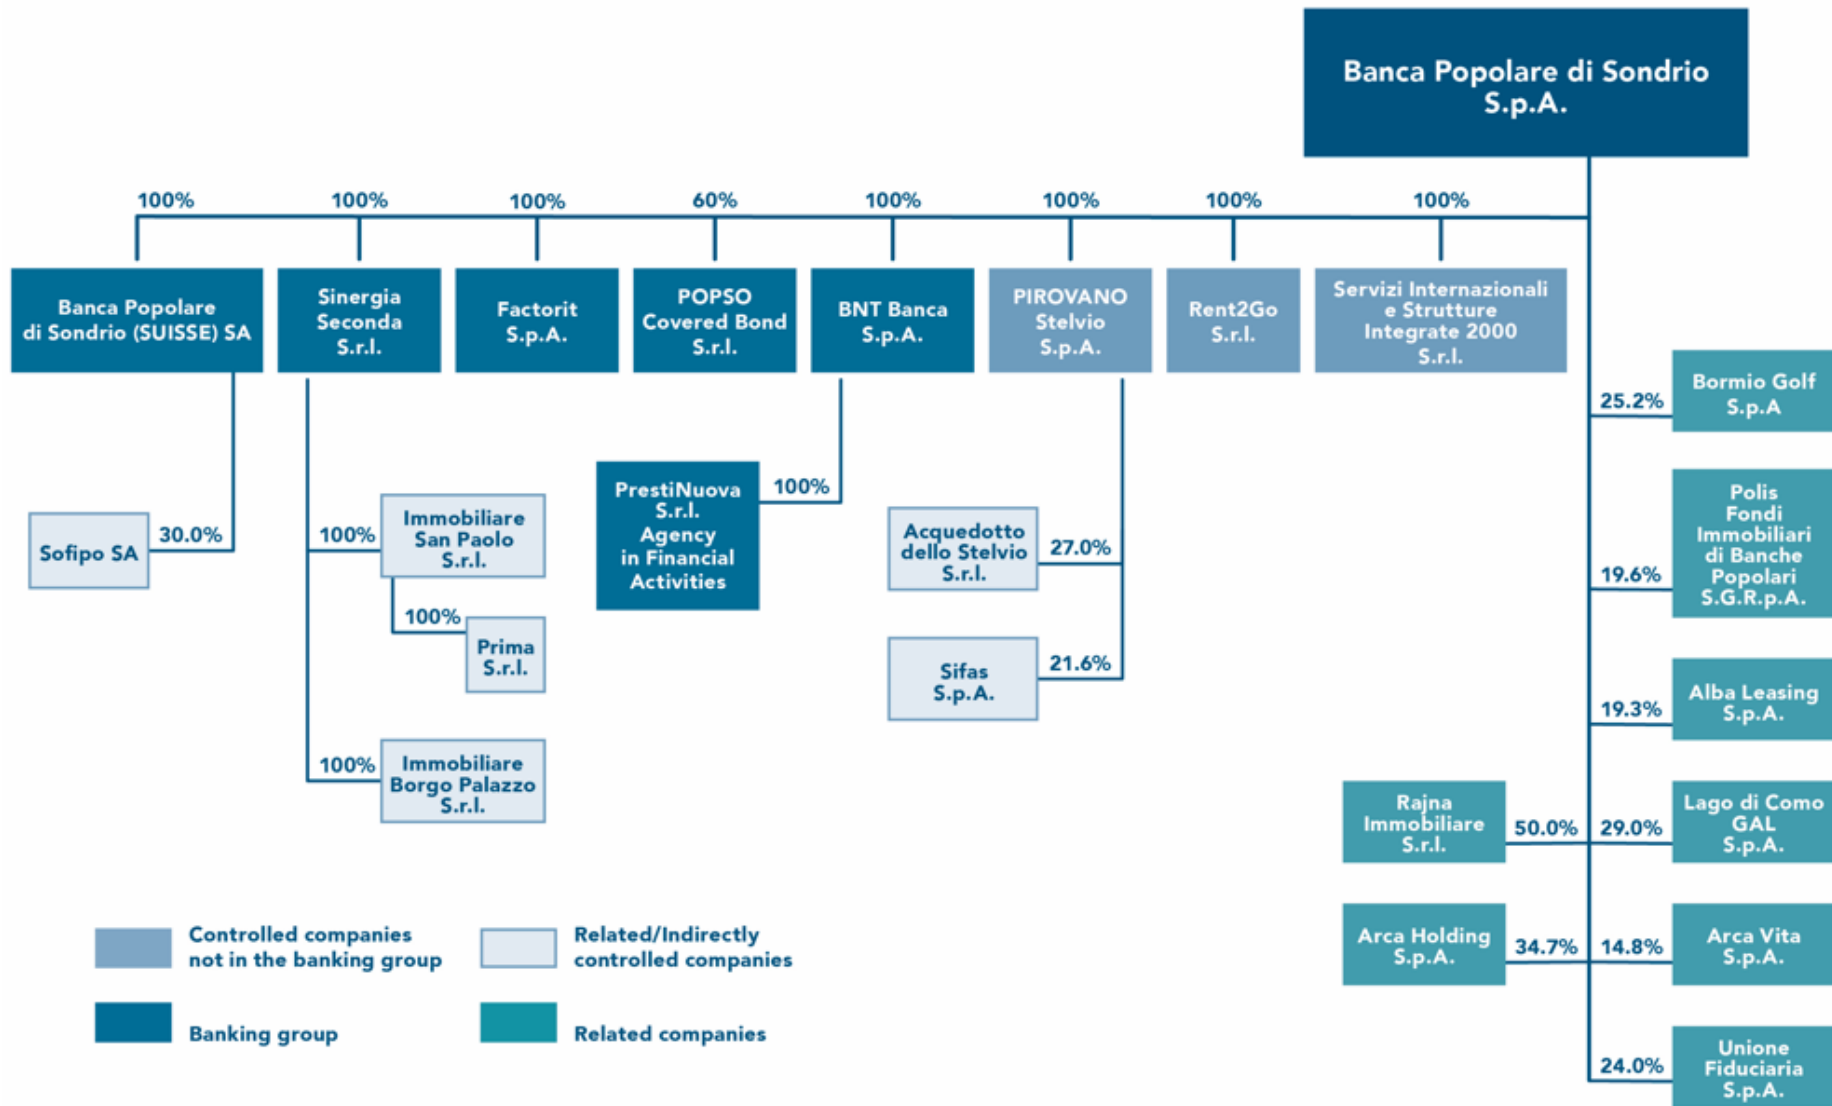 Banca Popolare di Sondrio
S.p.A.
100%
100%
100%
60%
100%
100%
100%
100%
Banca Popolare
di Sondrio (SUISSE) SA
Sinergia
Seconda
S.r.l.
Factorit
S.p.A.
POPSO
Covered Bond
S.r.l.
BNT Banca
S.p.A.
PIROVANO
Stelvio
S.p.A.
Rent2Go
S.r.l.
Servizi Internazionali
e Strutture
Integrate 2000
S.r.l.
Sofipo SA
30.0%
100%
Immobiliare
San Paolo
S.r.l.
100%
Prima
S.r.l.
100%
Immobiliare
Borgo Palazzo
S.r.l.
PrestiNuova
S.r.l.
Agency
in Financial
Activities
100%
Acquedotto
dello Stelvio
S.r.l.
27.0%
Sifas
S.p.A.
21.6%
25.2%
Bormio Golf
S.p.A
19.6%
Polis
Fondi
Immobiliari
di Banche
Popolari
S.G.R.p.A.
19.3%
Alba Leasing
S.p.A.
Rajna
Immobiliare
S.r.l.
50.0%
29.0%
Lago di Como
GAL
S.p.A.
Arca Holding
S.p.A.
34.7%
14.8%
Arca Vita
S.p.A.
24.0%
Unione
Fiduciaria
S.p.A.
Controlled companies
not in the banking group
Related/Indirectly
controlled companies
Banking group
Related companies